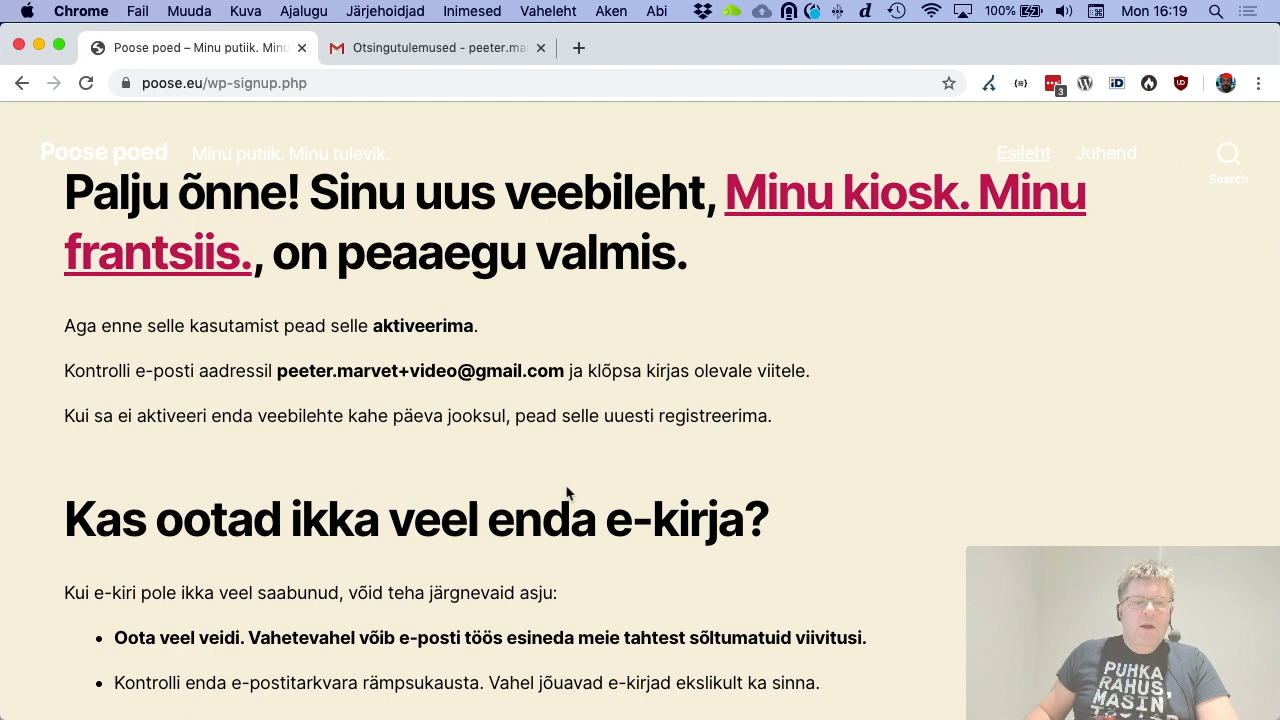 Chrome Fail Muuda Kuva Ajalugu Järjehoidjad Inimesed Vaheleht Aken Abi 100% Mon 16:19
Poose poed – Minu putiik. Minu
Otsingutulemused - peeter.ma
poose.eu/wp-signup.php
3
Poose poed Minu putiik. Minu tulevik. Esileht Juhend
Search
Palju õnne! Sinu uus veebileht, Minu kiosk. Minu
frantsiis., on peaaegu valmis.
Aga enne selle kasutamist pead selle aktiveerima.
Kontrolli e-posti aadressil peeter.marvet+video@gmail.com ja klõpsa kirjas olevale viitele.
Kui sa ei aktiveeri enda veebilehte kahe päeva jooksul, pead selle uuesti registreerima.
Kas ootad ikka veel enda e-kirja?
Kui e-kiri pole ikka veel saabunud, võid teha järgnevaid asju:
• Oota veel veidi. Vahetevahel võib e-posti töös esineda meie tahtest sõltumatuid viivitusi.
• Kontrolli enda e-postitarkvara rämpsukausta. Vahel jõuavad e-kirjad ekslikult ka sinna.
PUHKA
RAHUS,
MASIN